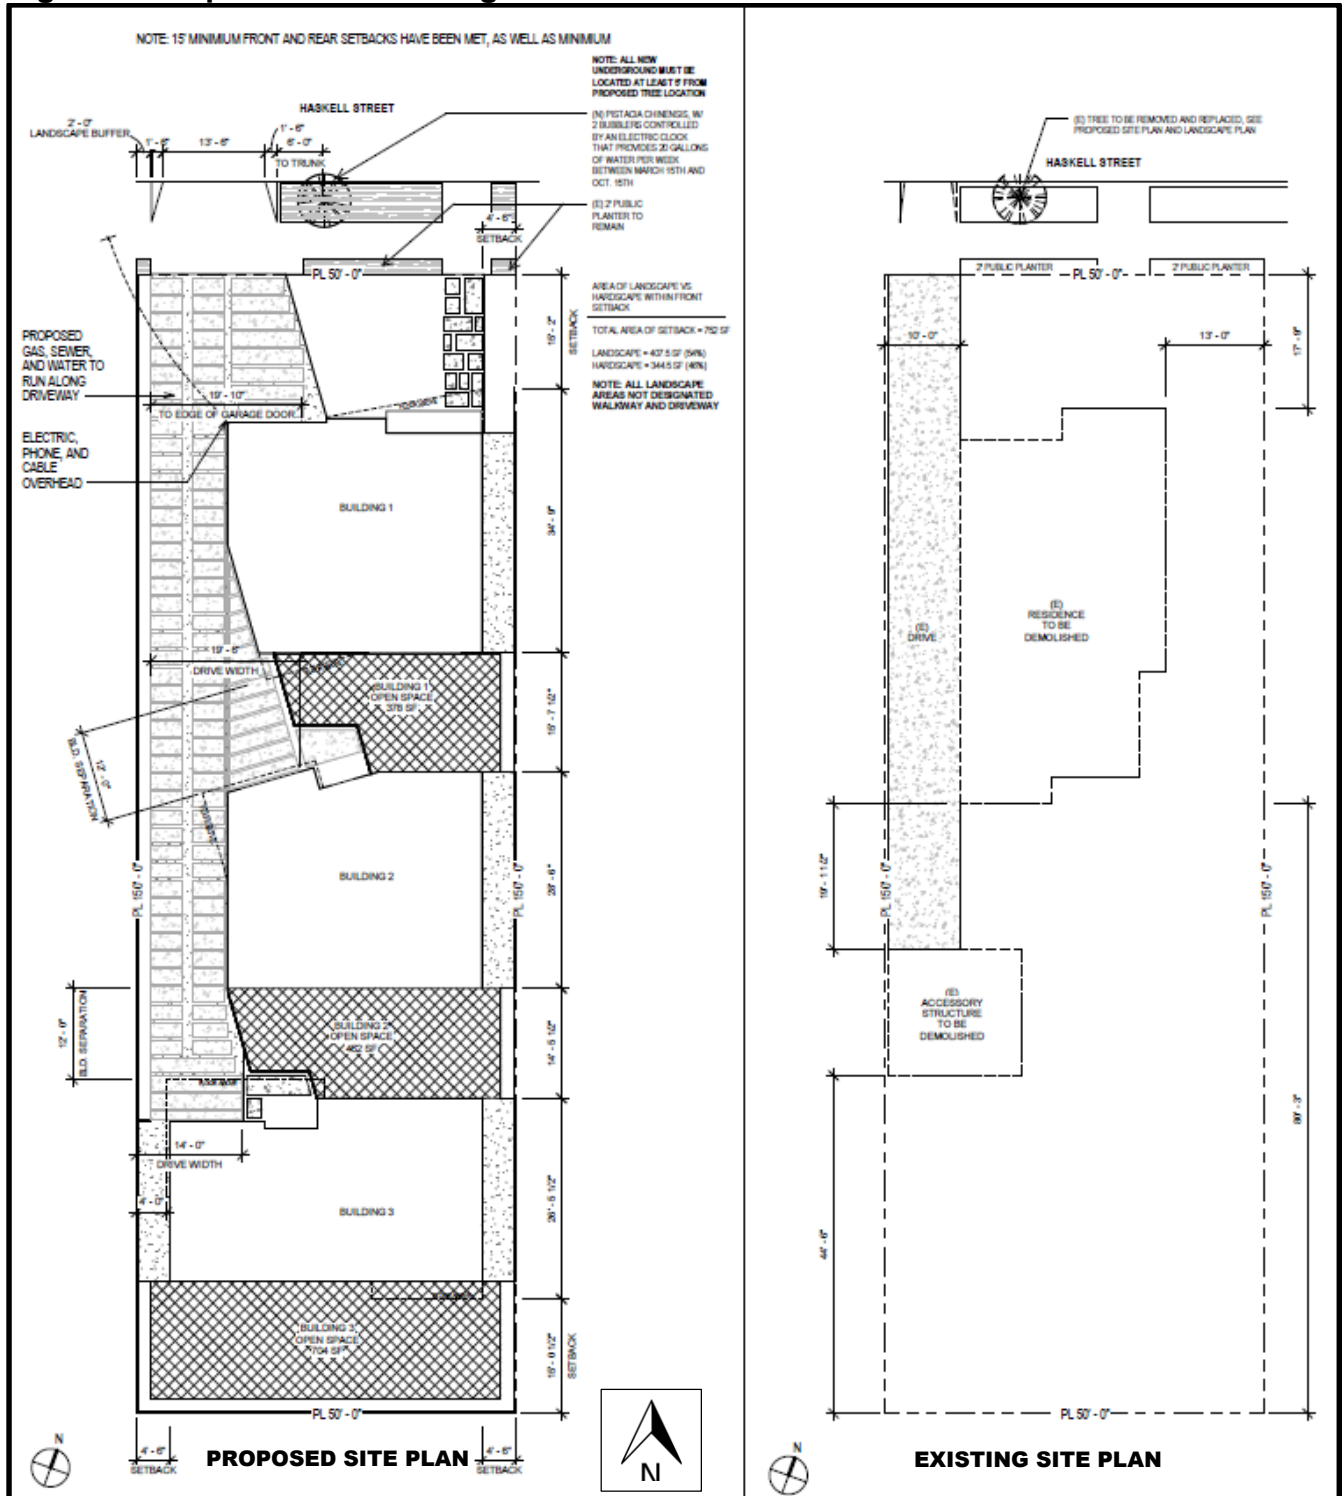 NOTE: 15' MINIMIUM FRONT AND REAR SETBACKS HAVE BEEN MET, AS WELL AS MINIMIUM
NOTE: ALL NEW
UNDERGROUND MUST BE
LOCATED AT LEAST 5' FROM
PROPOSED TREE LOCATION
HASKELL STREET
(N) PISTACIA CHINENSIS, W/
2 BUBBLERS CONTROLLED
BY AN ELECTRIC CLOCK
THAT PROVIDES 20 GALLONS
OF WATER PER WEEK
BETWEEN MARCH 15TH AND
OCT. 15TH
2' - 0"
LANDSCAPE BUFFER
1' - 6"
13' - 6"
1' - 6"
6' - 0"
TO TRUNK
(E) 2' PUBLIC
PLANTER TO
REMAIN
4' - 6"
SETBACK
PL 50' - 0"
AREA OF LANDSCAPE VS
HARDSCAPE WITHIN FRONT
SETBACK
TOTAL AREA OF SETBACK = 752 SF
LANDSCAPE = 407.5 SF (54%)
HARDSCAPE = 344.5 SF (46%)
NOTE: ALL LANDSCAPE
AREAS NOT DESIGNATED
WALKWAY AND DRIVEWAY
15' - 2"
SETBACK
PROPOSED
GAS, SEWER,
AND WATER TO
RUN ALONG
DRIVEWAY
19' - 10"
TO EDGE OF GARAGE DOOR
ELECTRIC,
PHONE, AND
CABLE
OVERHEAD
BUILDING 1
34' - 9"
19' - 6"
DRIVE WIDTH
BUILDING 1
OPEN SPACE
378 SF
15' - 7 1/2"
12' - 0"
BLD. SEPARATION
BUILDING 2
28' - 6"
PL 150' - 0"
PL 150' - 0"
12' - 6"
BLD. SEPARATION
BUILDING 2
OPEN SPACE
462 SF
14' - 5 1/2"
14' - 0"
DRIVE WIDTH
4' - 0"
BUILDING 3
26' - 5 1/2"
BUILDING 3
OPEN SPACE
704 SF
15' - 0 1/2"
SETBACK
PL 50' - 0"
4' - 6"
SETBACK
4' - 6"
SETBACK
N
PROPOSED SITE PLAN
N
(E) TREE TO BE REMOVED AND REPLACED, SEE
PROPOSED SITE PLAN AND LANDSCAPE PLAN
HASKELL STREET
2' PUBLIC PLANTER
PL 50' - 0"
2' PUBLIC PLANTER
10' - 0"
13' - 0"
17' - 9"
(E)
DRIVE
(E)
RESIDENCE
TO BE
DEMOLISHED
19' - 11 1/2"
PL 150' - 0"
PL 150' - 0"
(E)
ACCESSORY
STRUCTURE
TO BE
DEMOLISHED
80' - 3"
44' - 6"
PL 50' - 0"
N
EXISTING SITE PLAN